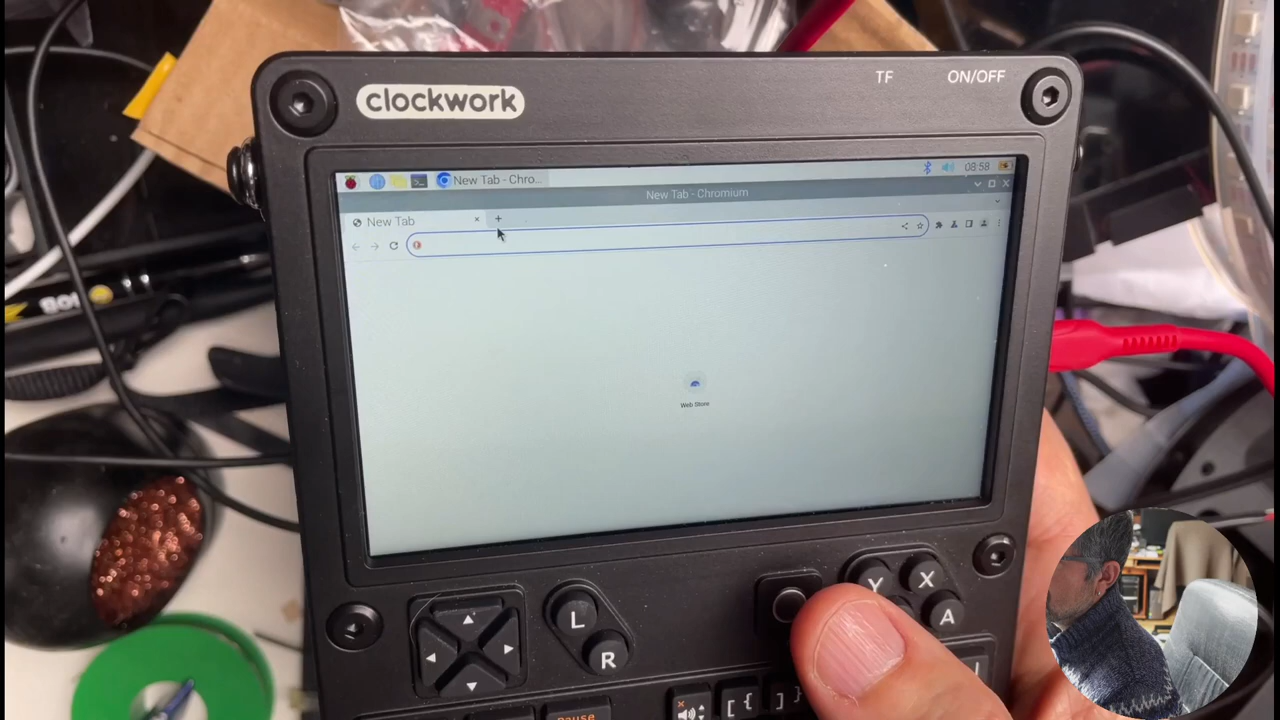 TF ON/OFF
clockwork
New Tab - Chro... 08:58
New Tab - Chromium
New Tab
Web Store
Y X
L A
R
Pause
[ { ] }